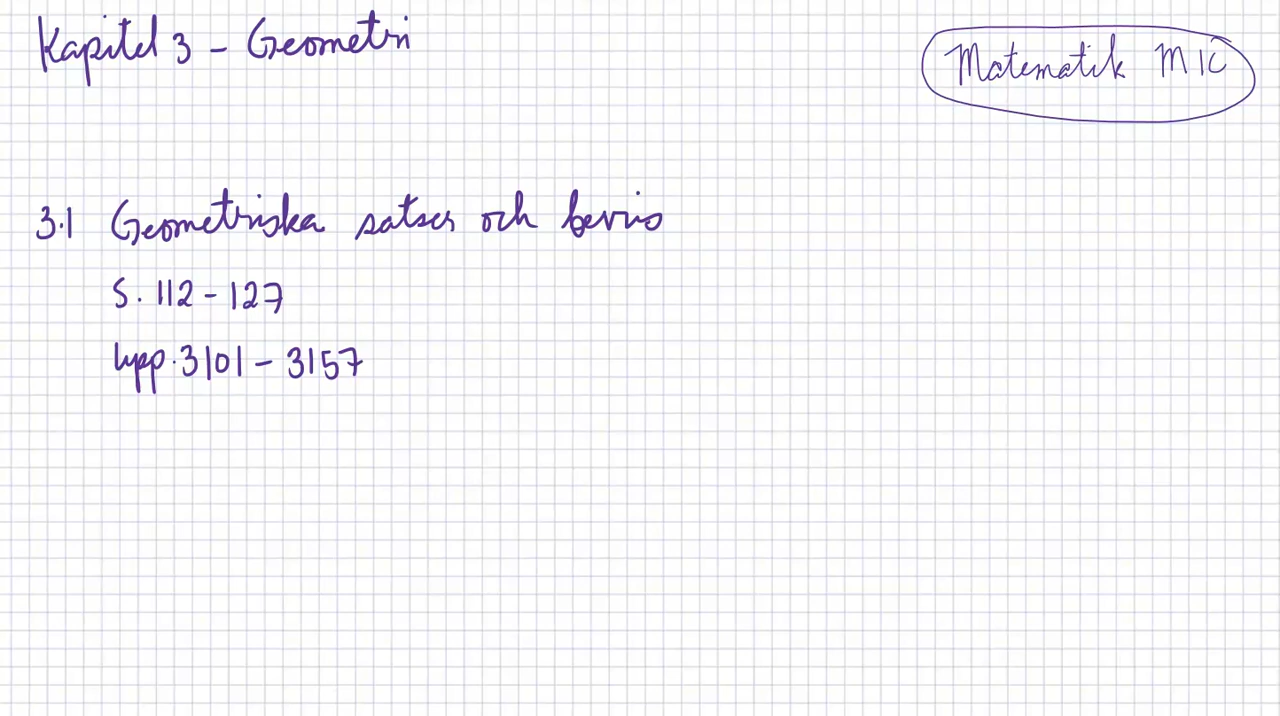 Kapitel 3 - Geometri
Matematik M1C
3.1 Geometriska satser och bevis
S. 112 - 127
Upp. 3101 - 3157